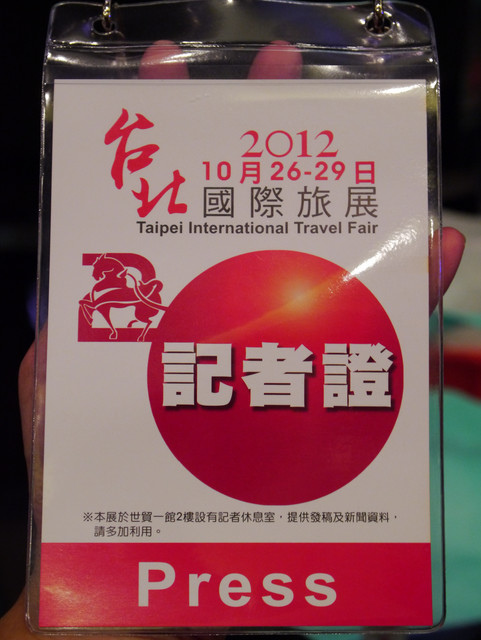 台北
2012
10月26-29日
國際旅展
Taipei International Travel Fair
記者證
※本展於世貿一館2樓設有記者休息室，提供發稿及新聞資料，
請多加利用。
Press